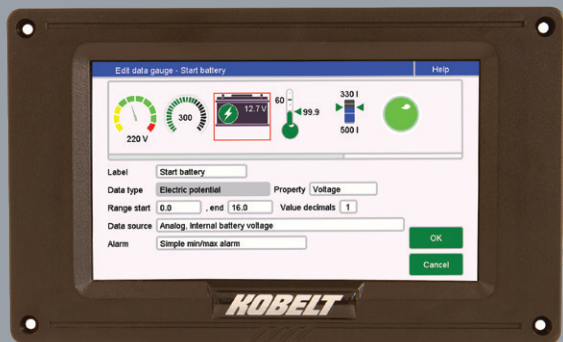 Edit data gauge - Start battery Help
220 V
300
12.7 V
60
99.9
330 l
500 l
Label Start battery
Data type Electric potential Property Voltage
Range start 0.0 , end 16.0 Value decimals 1
Data source Analog, Internal battery voltage
Alarm Simple min/max alarm
OK
Cancel
KOBELT